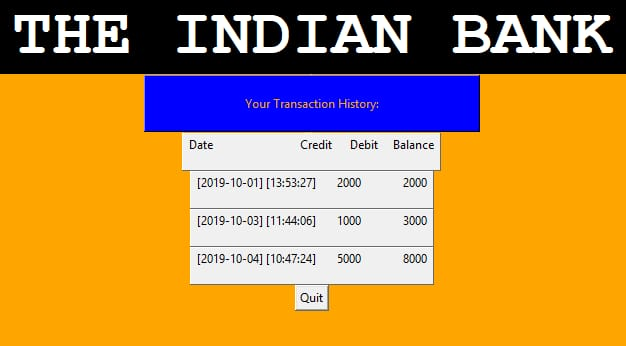 THE INDIAN BANK
Your Transaction History:
Date Credit Debit Balance
[2019-10-01] [13:53:27] 2000 2000
[2019-10-03] [11:44:06] 1000 3000
[2019-10-04] [10:47:24] 5000 8000
Quit